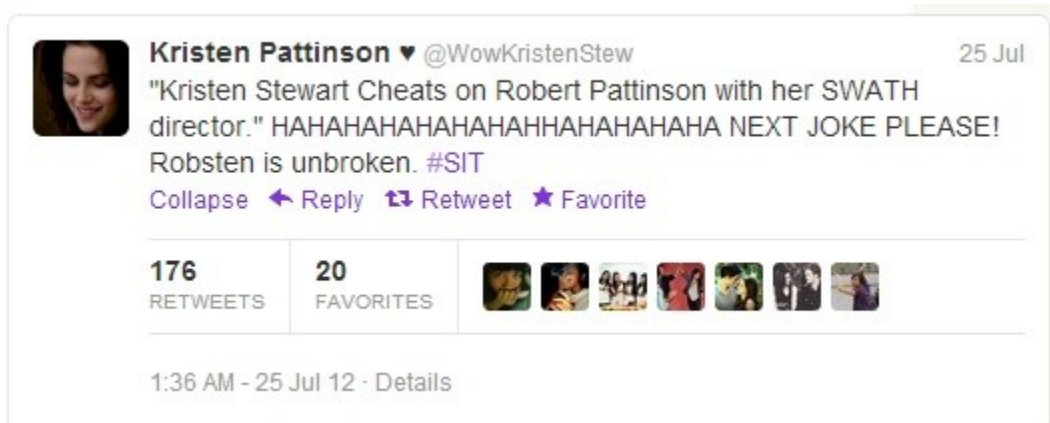 Kristen Pattinson ♥ @WowKristenStew 25 Jul
"Kristen Stewart Cheats on Robert Pattinson with her SWATH
director." HAHAHAHAHAHAHAHHAHAHAHAHA NEXT JOKE PLEASE!
Robsten is unbroken. #SIT
Collapse Reply Retweet Favorite
176 20
RETWEETS FAVORITES
1:36 AM - 25 Jul 12 · Details